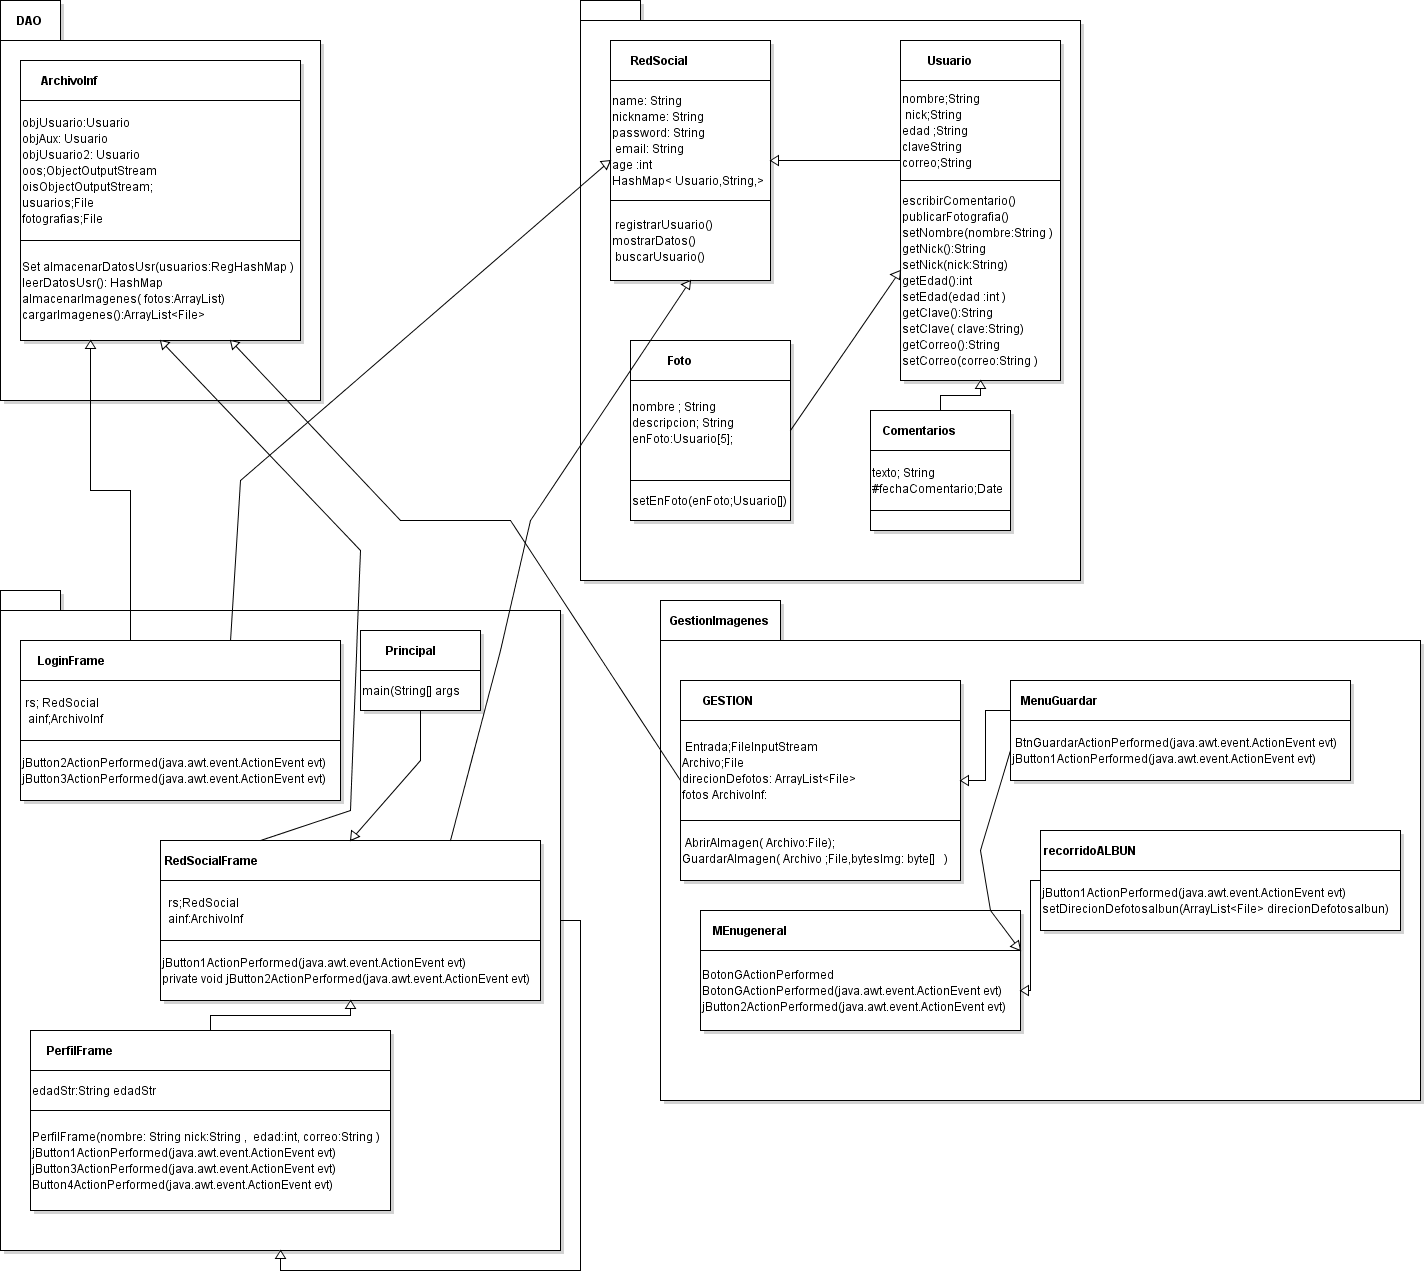 DAO
ArchivoInf
objUsuario:Usuario
objAux: Usuario
objUsuario2: Usuario
oos;ObjectOutputStream
oisObjectOutputStream;
usuarios;File
fotografias;File
Set almacenarDatosUsr(usuarios:RegHashMap )
leerDatosUsr(): HashMap
almacenarImagenes( fotos:ArrayList)
cargarImagenes():ArrayList<File>
RedSocial
name: String
nickname: String
password: String
email: String
age :int
HashMap< Usuario,String,>
registrarUsuario()
mostrarDatos()
buscarUsuario()
Usuario
nombre;String
nick;String
edad ;String
claveString
correo;String
escribirComentario()
publicarFotografia()
setNombre(nombre:String )
getNick():String
setNick(nick:String)
getEdad():int
setEdad(edad :int )
getClave():String
setClave( clave:String)
getCorreo():String
setCorreo(correo:String )
Foto
nombre ; String
descripcion; String
enFoto:Usuario[5];
setEnFoto(enFoto;Usuario[])
Comentarios
texto; String
#fechaComentario;Date
LoginFrame
rs; RedSocial
ainf;ArchivoInf
jButton2ActionPerformed(java.awt.event.ActionEvent evt)
jButton3ActionPerformed(java.awt.event.ActionEvent evt)
Principal
main(String[] args
RedSocialFrame
rs;RedSocial
ainf:ArchivoInf
jButton1ActionPerformed(java.awt.event.ActionEvent evt)
private void jButton2ActionPerformed(java.awt.event.ActionEvent evt)
PerfilFrame
edadStr:String edadStr
PerfilFrame(nombre: String nick:String , edad:int, correo:String )
jButton1ActionPerformed(java.awt.event.ActionEvent evt)
jButton3ActionPerformed(java.awt.event.ActionEvent evt)
Button4ActionPerformed(java.awt.event.ActionEvent evt)
GestionImagenes
GESTION
Entrada;FileInputStream
Archivo;File
direcionDefotos: ArrayList<File>
fotos ArchivoInf:
AbrirAImagen( Archivo:File);
GuardarAImagen( Archivo ;File,bytesImg: byte[] )
MenuGuardar
BtnGuardarActionPerformed(java.awt.event.ActionEvent evt)
jButton1ActionPerformed(java.awt.event.ActionEvent evt)
recorridoALBUN
jButton1ActionPerformed(java.awt.event.ActionEvent evt)
setDirecionDefotosalbun(ArrayList<File> direcionDefotosalbun)
MEnugeneral
BotonGActionPerformed
BotonGActionPerformed(java.awt.event.ActionEvent evt)
jButton2ActionPerformed(java.awt.event.ActionEvent evt)